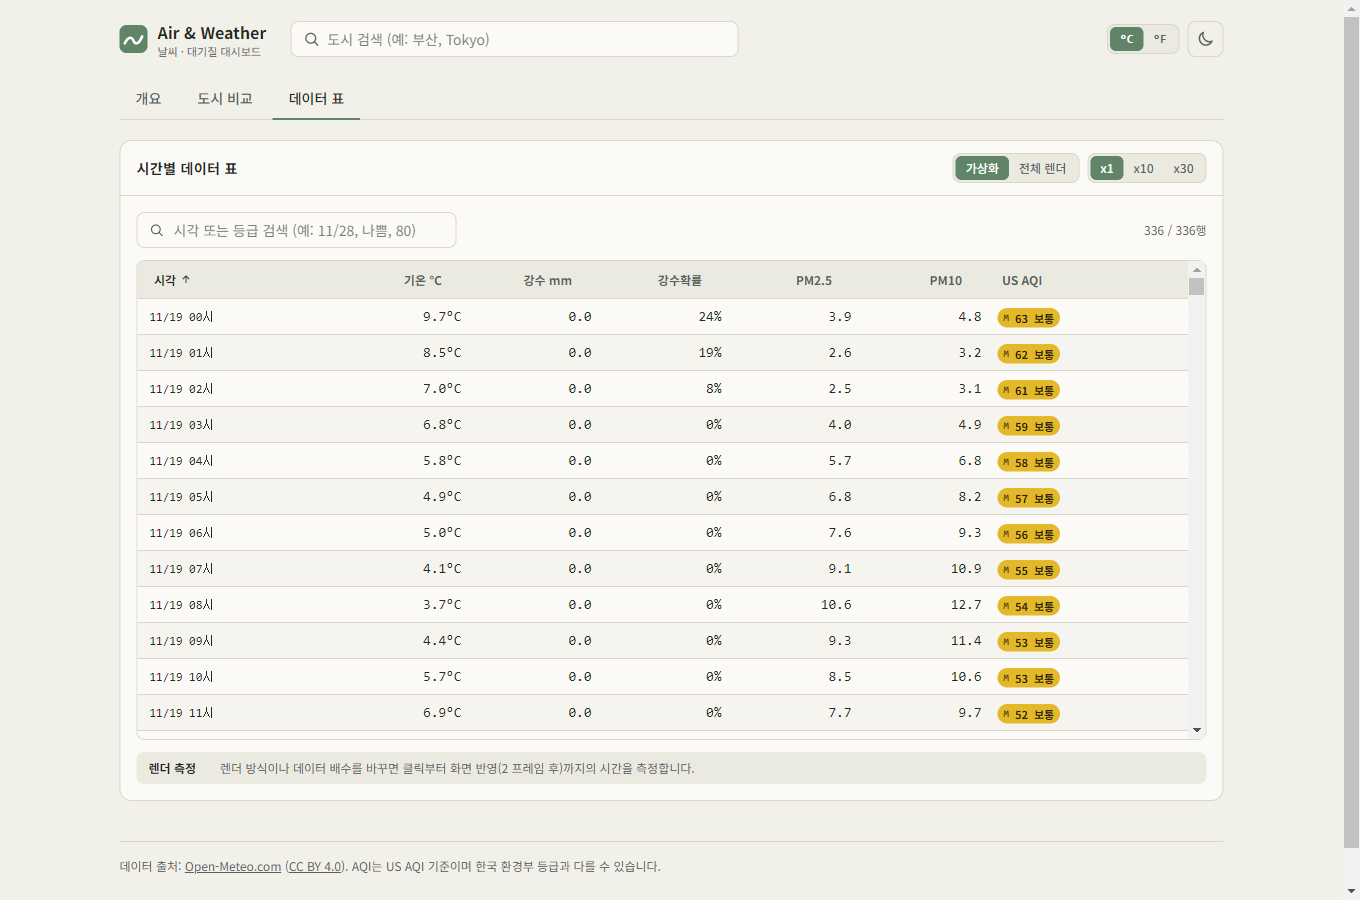 Air & Weather
날씨 · 대기질 대시보드
도시 검색 (예: 부산, Tokyo)
°C °F
개요 도시 비교 데이터 표
시간별 데이터 표
가상화 전체 렌더 x1 x10 x30
시각 또는 등급 검색 (예: 11/28, 나쁨, 80)
336 / 336행
시각 ↑ 기온 °C 강수 mm 강수확률 PM2.5 PM10 US AQI
11/19 00시 9.7°C 0.0 24% 3.9 4.8 M 63 보통
11/19 01시 8.5°C 0.0 19% 2.6 3.2 M 62 보통
11/19 02시 7.0°C 0.0 8% 2.5 3.1 M 61 보통
11/19 03시 6.8°C 0.0 0% 4.0 4.9 M 59 보통
11/19 04시 5.8°C 0.0 0% 5.7 6.8 M 58 보통
11/19 05시 4.9°C 0.0 0% 6.8 8.2 M 57 보통
11/19 06시 5.0°C 0.0 0% 7.6 9.3 M 56 보통
11/19 07시 4.1°C 0.0 0% 9.1 10.9 M 55 보통
11/19 08시 3.7°C 0.0 0% 10.6 12.7 M 54 보통
11/19 09시 4.4°C 0.0 0% 9.3 11.4 M 53 보통
11/19 10시 5.7°C 0.0 0% 8.5 10.6 M 53 보통
11/19 11시 6.9°C 0.0 0% 7.7 9.7 M 52 보통
렌더 측정 렌더 방식이나 데이터 배수를 바꾸면 클릭부터 화면 반영(2 프레임 후)까지의 시간을 측정합니다.
데이터 출처: Open-Meteo.com (CC BY 4.0). AQI는 US AQI 기준이며 한국 환경부 등급과 다를 수 있습니다.